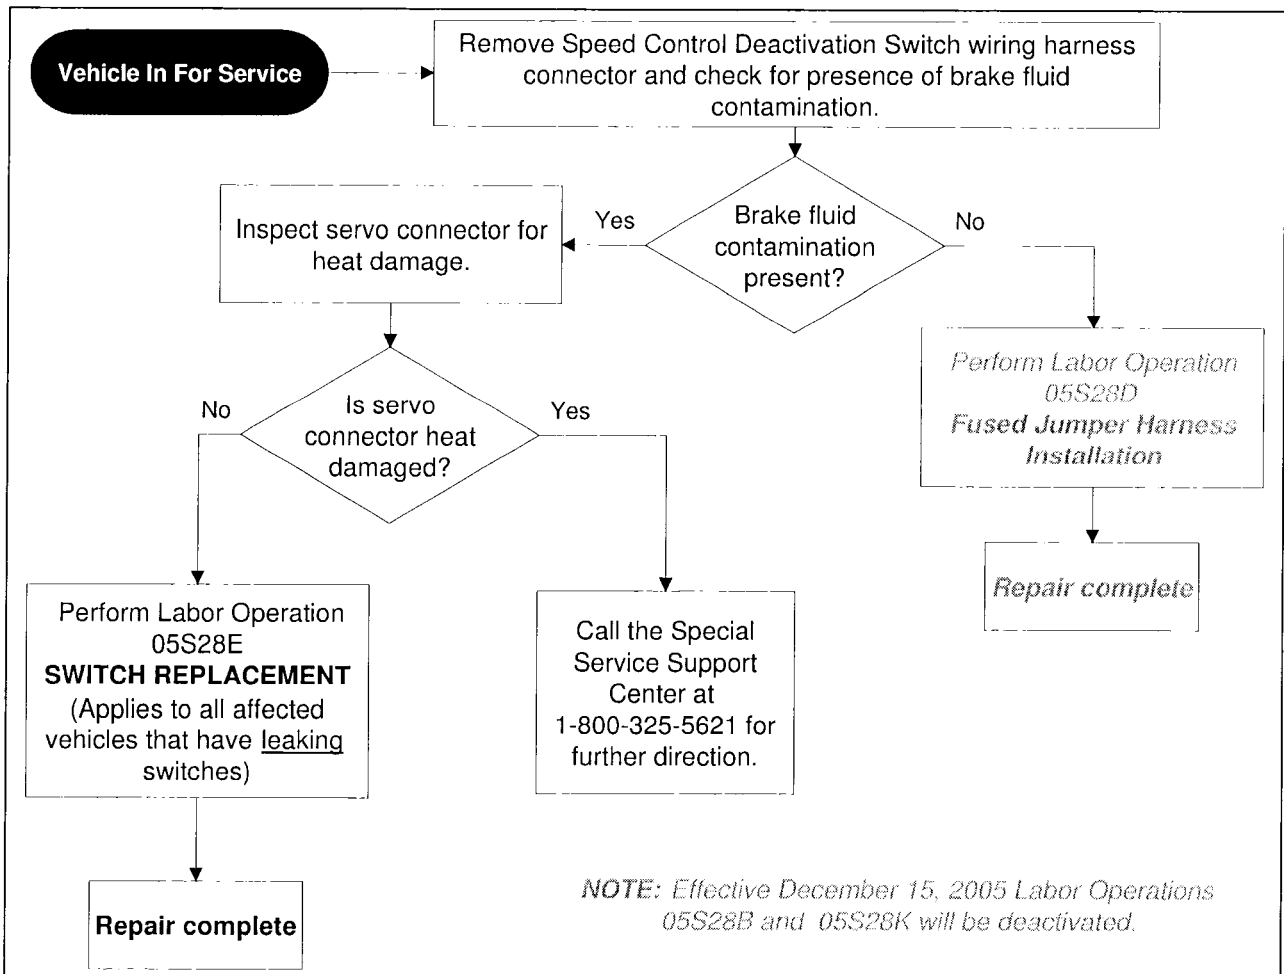 Vehicle In For Service
Remove Speed Control Deactivation Switch wiring harness
connector and check for presence of brake fluid
contamination.
Brake fluid
contamination
present?
Yes
No
Inspect servo connector for
heat damage.
Perform Labor Operation
05S28D
Fused Jumper Harness
Installation
Repair complete
Is servo
connector heat
damaged?
No
Yes
Perform Labor Operation
05S28E
SWITCH REPLACEMENT
(Applies to all affected
vehicles that have leaking
switches)
Call the Special
Service Support
Center at
1-800-325-5621 for
further direction.
Repair complete
NOTE: Effective December 15, 2005 Labor Operations
05S28B and 05S28K will be deactivated.